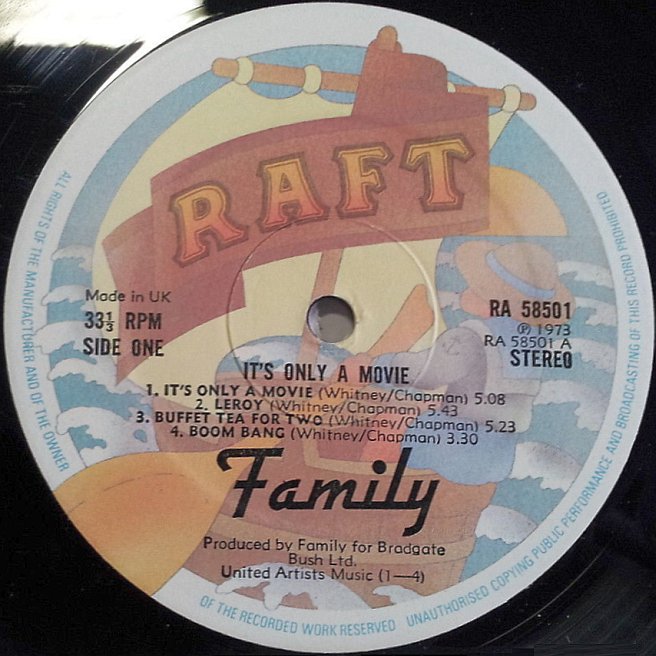 RAFT
Made in UK
33⅓ RPM
SIDE ONE
RA 58501
℗ 1973
RA 58501 A
STEREO
IT'S ONLY A MOVIE
1. IT'S ONLY A MOVIE (Whitney/Chapman) 5.08
2. LEROY (Whitney/Chapman) 5.43
3. BUFFET TEA FOR TWO (Whitney/Chapman) 5.23
4. BOOM BANG (Whitney/Chapman) 3.30
Family
Produced by Family for Bradgate
Bush Ltd.
United Artists Music (1—4)
ALL RIGHTS OF THE MANUFACTURER AND OF THE OWNER OF THE RECORDED WORK RESERVED UNAUTHORISED COPYING PUBLIC PERFORMANCE AND BROADCASTING OF THIS RECORD PROHIBITED